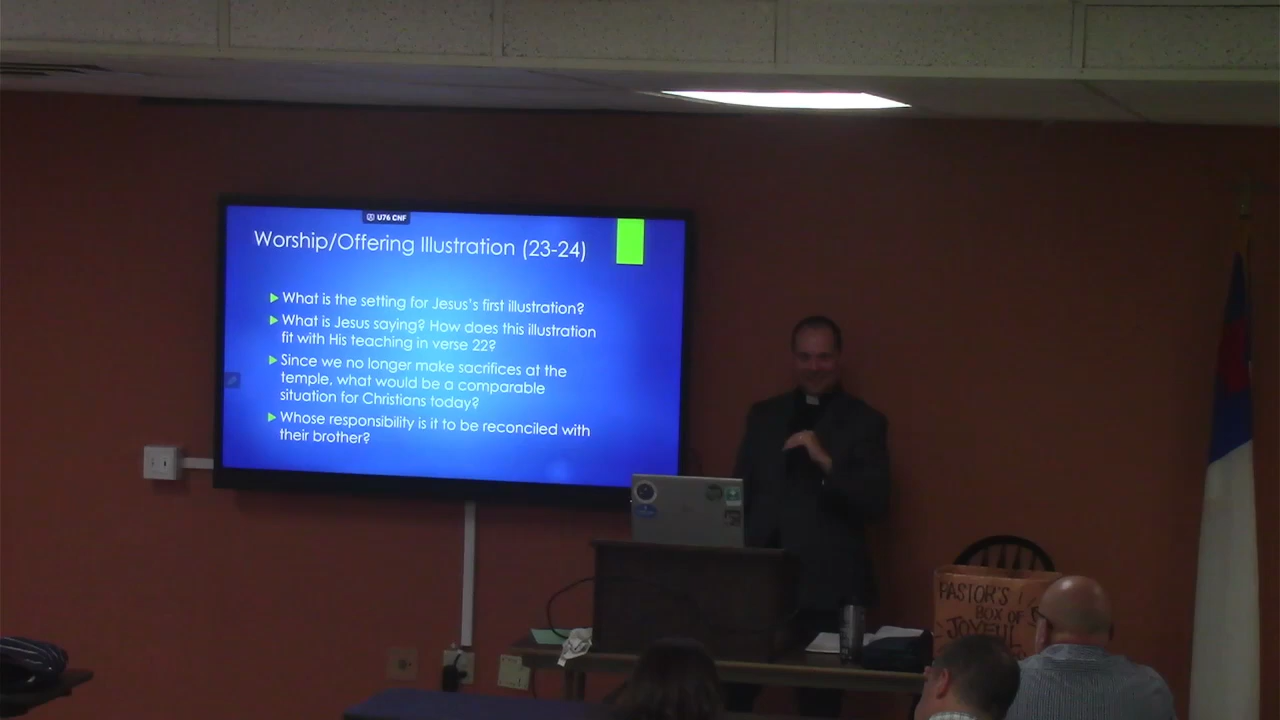 U76 CNF
Worship/Offering Illustration (23-24)
What is the setting for Jesus's first illustration?
What is Jesus saying? How does this illustration
fit with His teaching in verse 22?
Since we no longer make sacrifices at the
temple, what would be a comparable
situation for Christians today?
Whose responsibility is it to be reconciled with
their brother?
PASTOR'S
BOX OF
JOYFUL